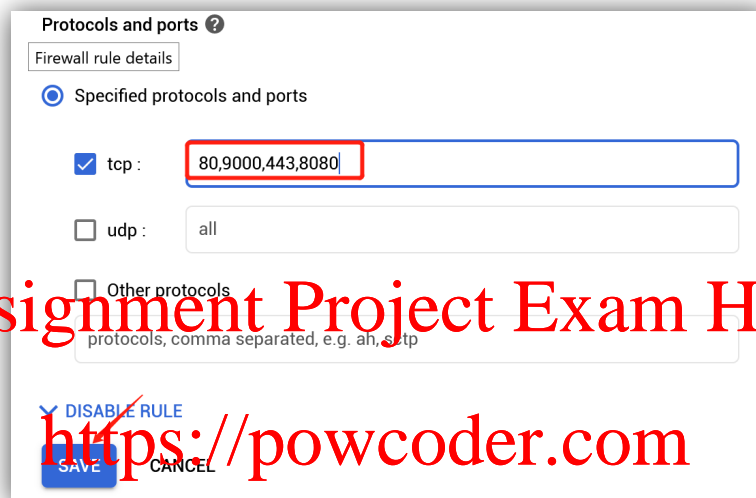 Protocols and ports ?
Firewall rule details
Specified protocols and ports
tcp : 80,9000,443,8080
udp : all
Other protocols
signment Project Exam H
protocols, comma separated, e.g. ah, sctp
DISABLE RULE
https://powcoder.com
SAVE CANCEL